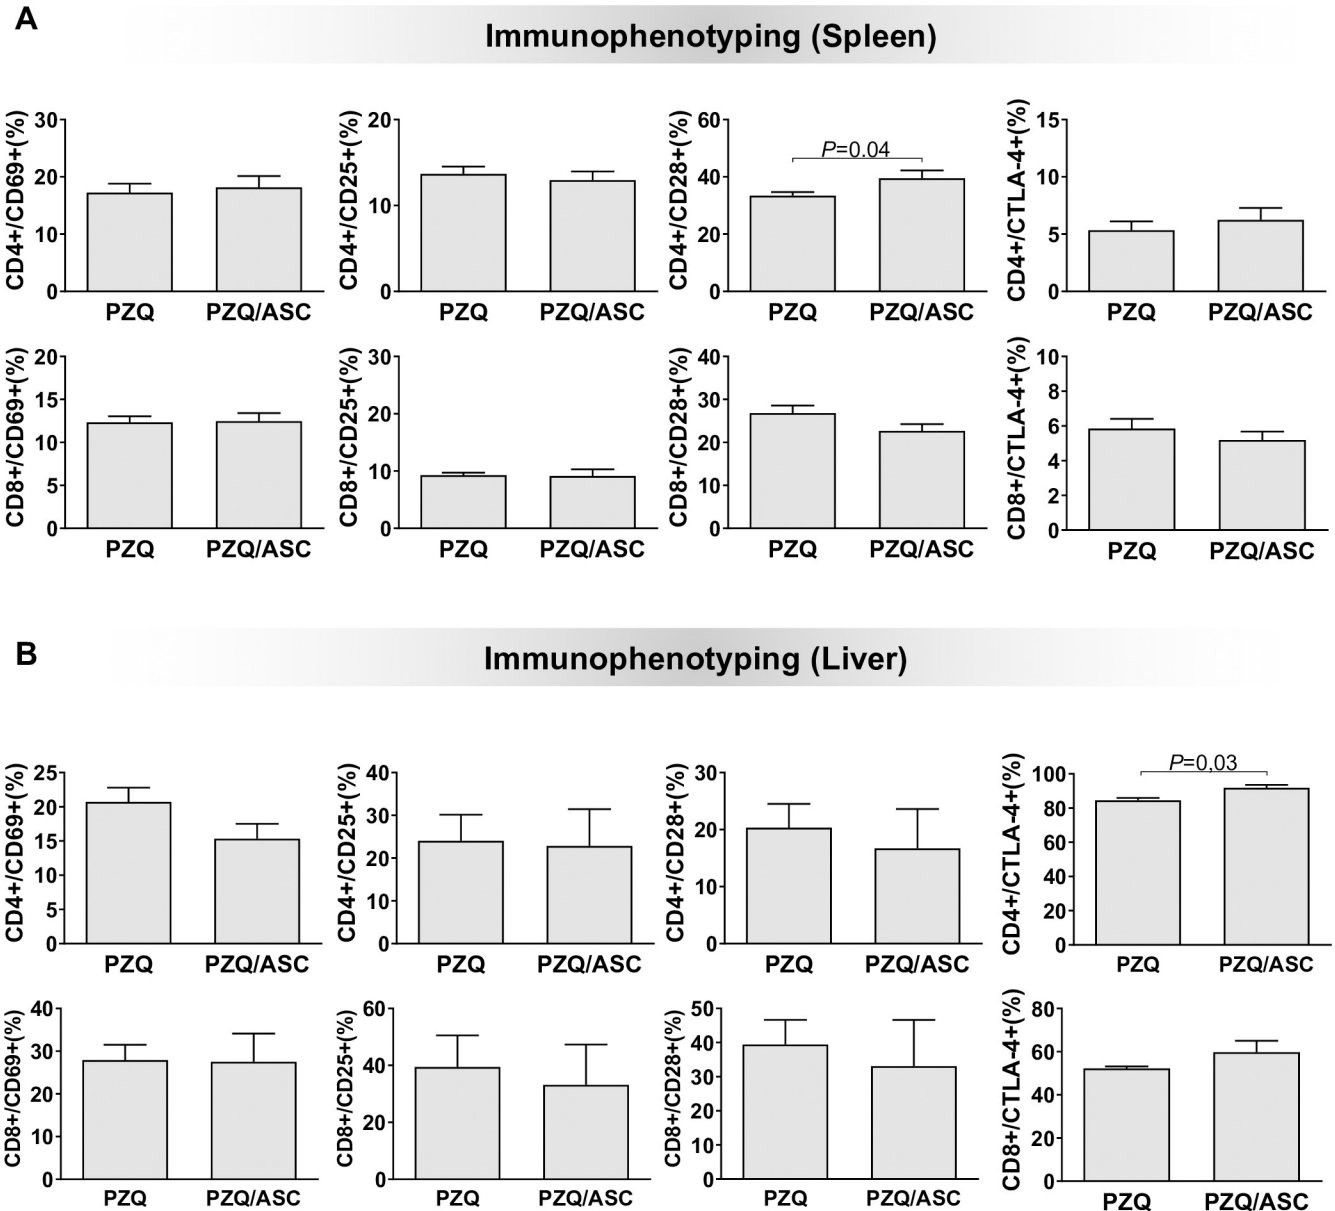 A
Immunophenotyping (Spleen)
CD4+/CD69+(%)
30
20
10
0
PZQ
PZQ/ASC
CD4+/CD25+(%)
20
10
0
PZQ
PZQ/ASC
CD4+/CD28+(%)
60
40
20
0
P=0.04
PZQ
PZQ/ASC
CD4+/CTLA-4+(%)
15
10
5
0
PZQ
PZQ/ASC
CD8+/CD69+(%)
20
15
10
5
0
PZQ
PZQ/ASC
CD8+/CD25+(%)
30
20
10
0
PZQ
PZQ/ASC
CD8+/CD28+(%)
40
30
20
10
0
PZQ
PZQ/ASC
CD8+/CTLA-4+(%)
10
8
6
4
2
0
PZQ
PZQ/ASC
B
Immunophenotyping (Liver)
CD4+/CD69+(%)
25
20
15
10
5
0
PZQ
PZQ/ASC
CD4+/CD25+(%)
40
30
20
10
0
PZQ
PZQ/ASC
CD4+/CD28+(%)
30
20
10
0
PZQ
PZQ/ASC
CD4+/CTLA-4+(%)
100
80
60
40
20
0
P=0,03
PZQ
PZQ/ASC
CD8+/CD69+(%)
40
30
20
10
0
PZQ
PZQ/ASC
CD8+/CD25+(%)
60
40
20
0
PZQ
PZQ/ASC
CD8+/CD28+(%)
50
40
30
20
10
0
PZQ
PZQ/ASC
CD8+/CTLA-4+(%)
80
60
40
20
0
PZQ
PZQ/ASC